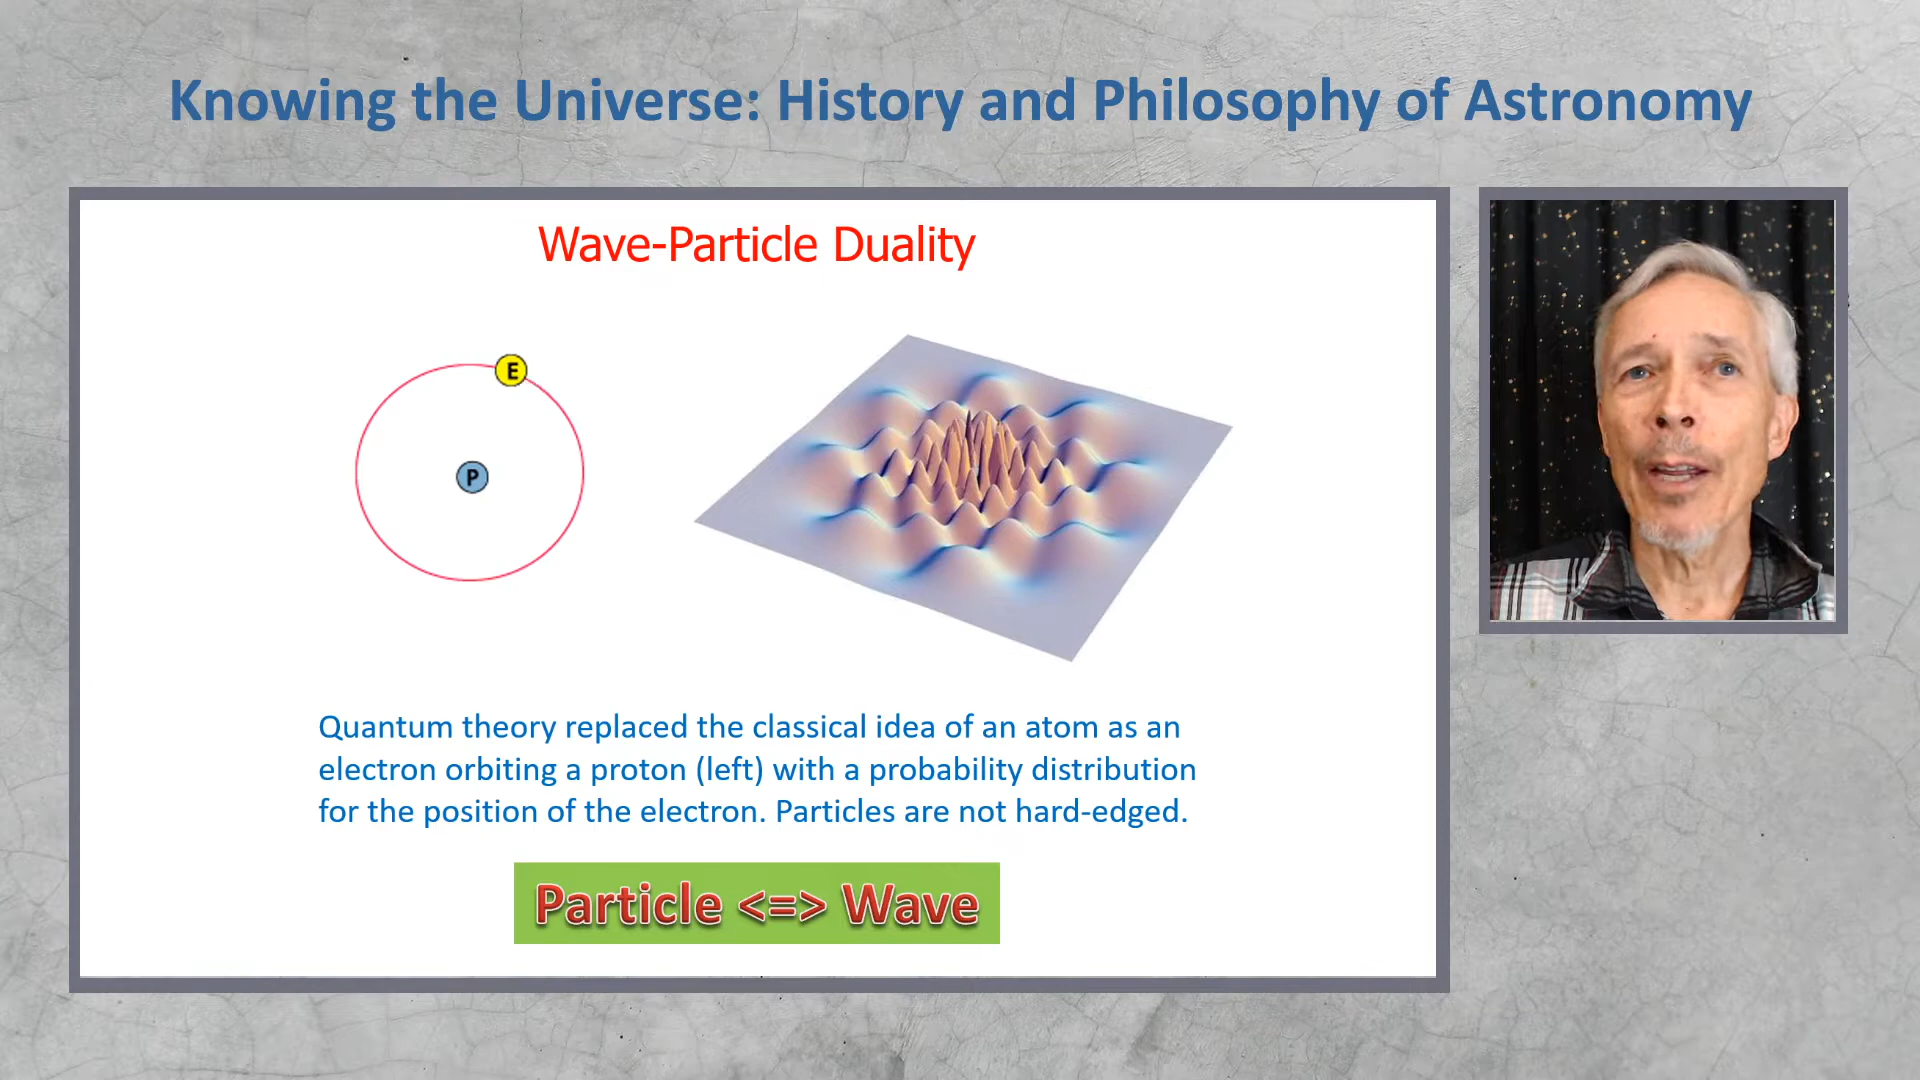 Knowing the Universe: History and Philosophy of Astronomy
Wave-Particle Duality
E
P
Quantum theory replaced the classical idea of an atom as an
electron orbiting a proton (left) with a probability distribution
for the position of the electron. Particles are not hard-edged.
Particle <=> Wave